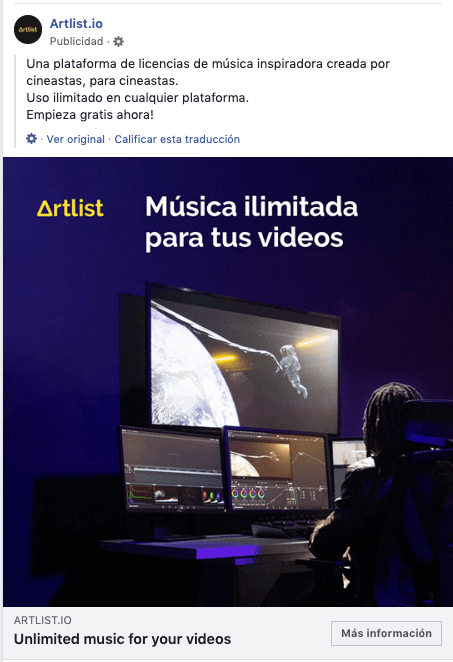 Artlist
Artlist.io
Publicidad ·
Una plataforma de licencias de música inspiradora creada por
cineastas, para cineastas.
Uso ilimitado en cualquier plataforma.
Empieza gratis ahora!
· Ver original · Calificar esta traducción
Artlist
Música ilimitada
para tus videos
ARTLIST.IO
Unlimited music for your videos
Más información